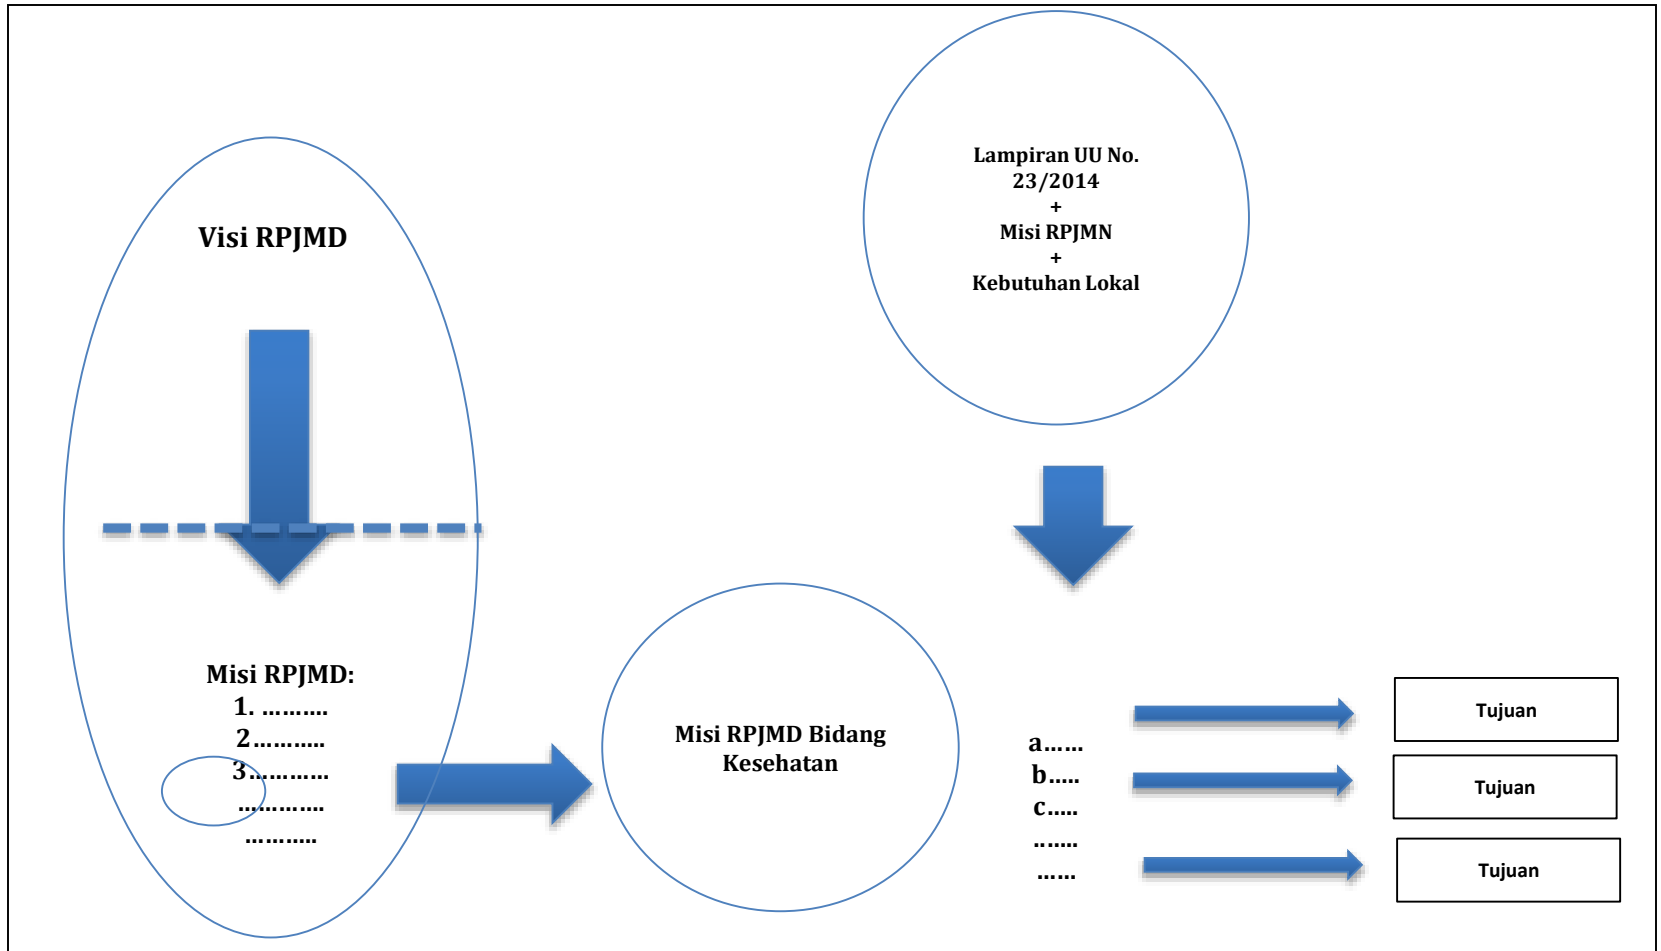 Visi RPJMD
Misi RPJMD:
1. ..........
2...........
3............
.............
...........
Lampiran UU No.
23/2014
+
Misi RPJMN
+
Kebutuhan Lokal
Misi RPJMD Bidang
Kesehatan
a......
b.....
c.....
.......
......
Tujuan
Tujuan
Tujuan